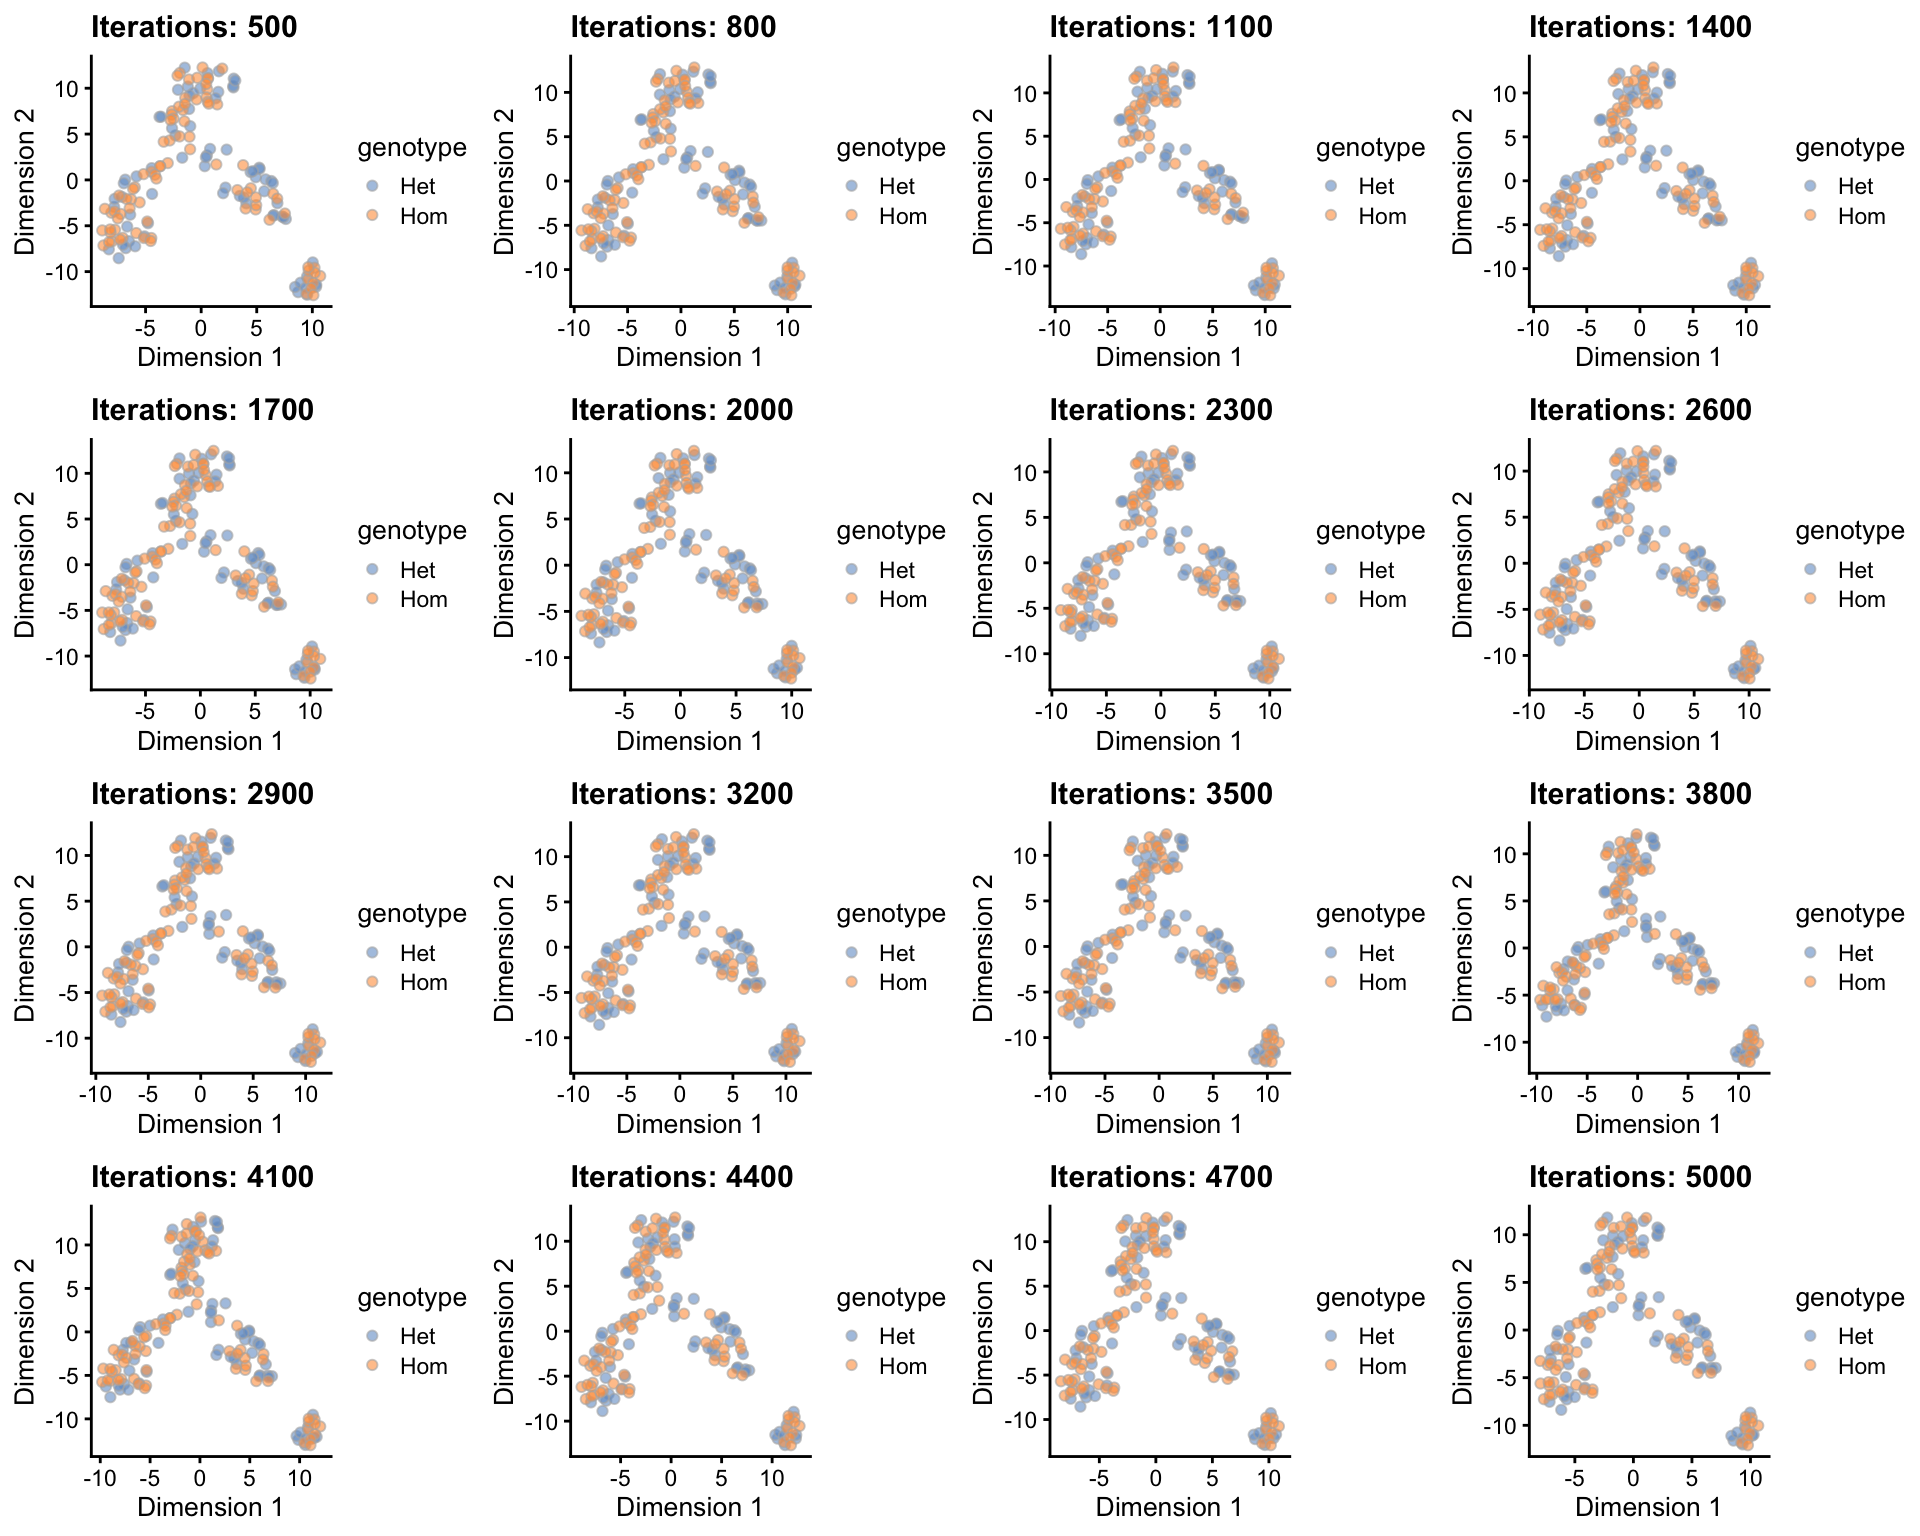 Iterations: 500
Dimension 2
10
5
0
-5
-10
-5 0 5 10
Dimension 1
genotype
Het
Hom
Iterations: 800
Dimension 2
10
5
0
-5
-10
-10 -5 0 5 10
Dimension 1
genotype
Het
Hom
Iterations: 1100
Dimension 2
10
5
0
-5
-10
-10 -5 0 5 10
Dimension 1
genotype
Het
Hom
Iterations: 1400
Dimension 2
10
5
0
-5
-10
-10 -5 0 5 10
Dimension 1
genotype
Het
Hom
Iterations: 1700
Dimension 2
10
5
0
-5
-10
-5 0 5 10
Dimension 1
genotype
Het
Hom
Iterations: 2000
Dimension 2
10
5
0
-5
-10
-5 0 5 10
Dimension 1
genotype
Het
Hom
Iterations: 2300
Dimension 2
10
5
0
-5
-10
-10 -5 0 5 10
Dimension 1
genotype
Het
Hom
Iterations: 2600
Dimension 2
10
5
0
-5
-10
-10 -5 0 5 10
Dimension 1
genotype
Het
Hom
Iterations: 2900
Dimension 2
10
5
0
-5
-10
-10 -5 0 5 10
Dimension 1
genotype
Het
Hom
Iterations: 3200
Dimension 2
10
5
0
-5
-10
-10 -5 0 5 10
Dimension 1
genotype
Het
Hom
Iterations: 3500
Dimension 2
10
5
0
-5
-10
-10 -5 0 5 10
Dimension 1
genotype
Het
Hom
Iterations: 3800
Dimension 2
10
5
0
-5
-10
-10 -5 0 5 10
Dimension 1
genotype
Het
Hom
Iterations: 4100
Dimension 2
10
5
0
-5
-10
-10 -5 0 5 10
Dimension 1
genotype
Het
Hom
Iterations: 4400
Dimension 2
10
5
0
-5
-10
-5 0 5 10
Dimension 1
genotype
Het
Hom
Iterations: 4700
Dimension 2
10
5
0
-5
-10
-5 0 5 10
Dimension 1
genotype
Het
Hom
Iterations: 5000
Dimension 2
10
5
0
-5
-10
-5 0 5 10
Dimension 1
genotype
Het
Hom